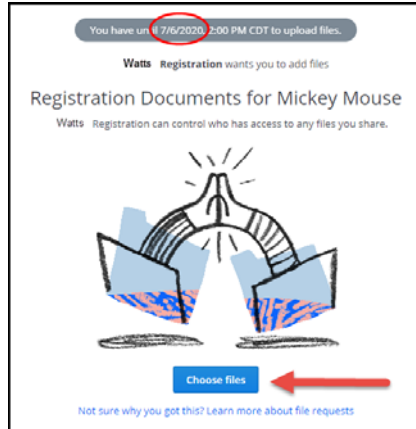 You have until 7/6/2020, 2:00 PM CDT to upload files.
Watts Registration wants you to add files
Registration Documents for Mickey Mouse
Watts Registration can control who has access to any files you share.
Choose files
Not sure why you got this? Learn more about file requests